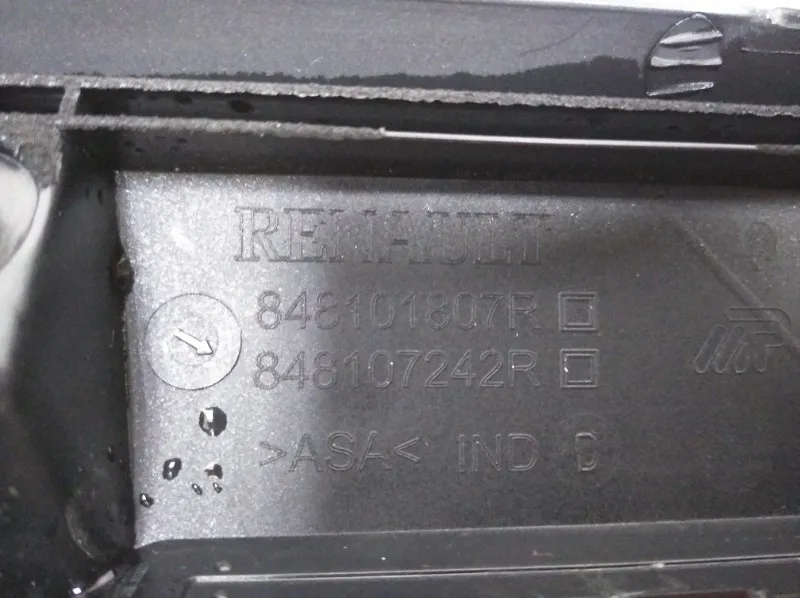 RENAULT
848101807R
848107242R
>ASA< IND D